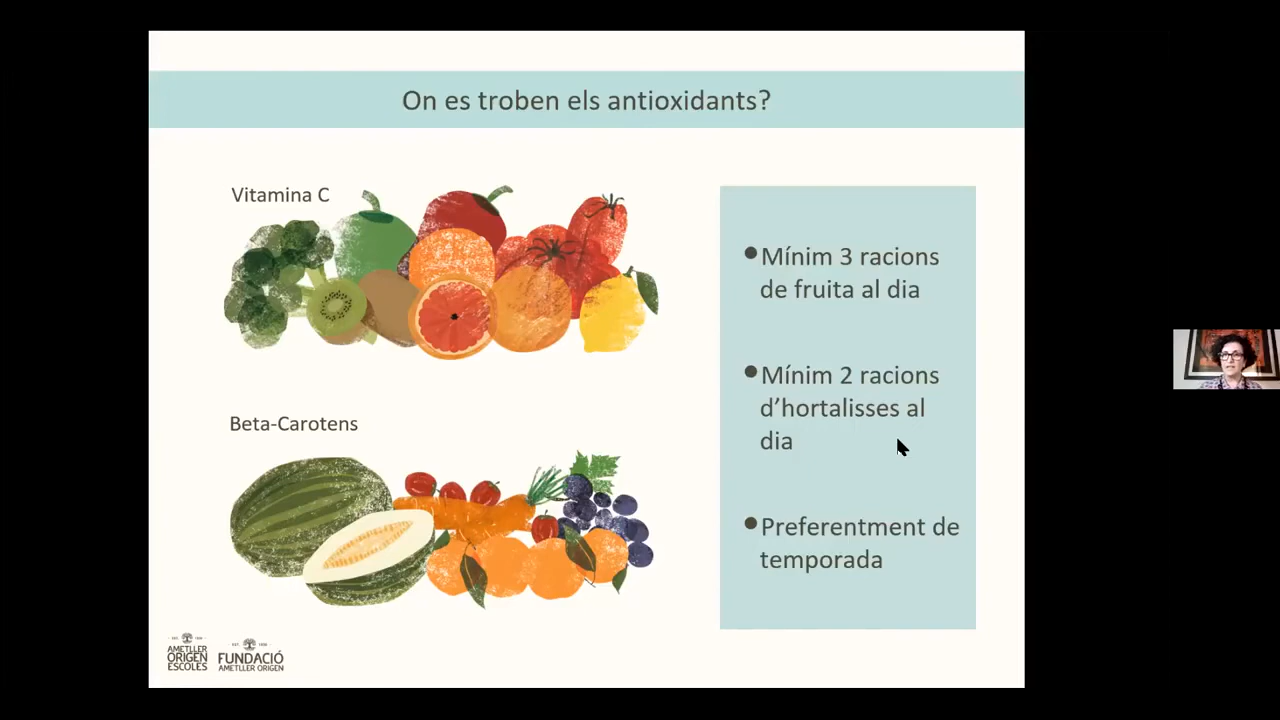 On es troben els antioxidants?
Vitamina C
Beta-Carotens
•Mínim 3 racions
de fruita al dia
•Mínim 2 racions
d’hortalisses al
dia
•Preferentment de
temporada
AMETLLER
ORIGEN
ESCOLES
FUNDACIÓ
AMETLLER ORIGEN